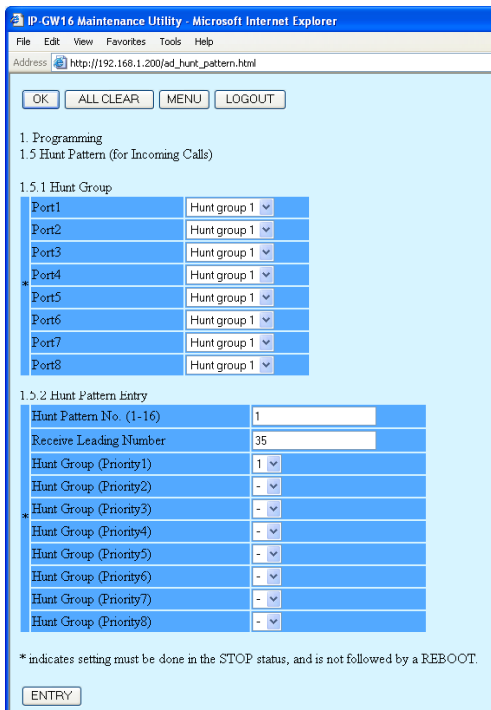 IP-GW16 Maintenance Utility - Microsoft Internet Explorer
File Edit View Favorites Tools Help
Address http://192.168.1.200/ad_hunt_pattern.html
OK ALL CLEAR MENU LOGOUT
1. Programming
1.5 Hunt Pattern (for Incoming Calls)
1.5.1 Hunt Group
Port1 Hunt group 1
Port2 Hunt group 1
Port3 Hunt group 1
Port4 Hunt group 1
* Port5 Hunt group 1
Port6 Hunt group 1
Port7 Hunt group 1
Port8 Hunt group 1
1.5.2 Hunt Pattern Entry
Hunt Pattern No. (1-16) 1
Receive Leading Number 35
Hunt Group (Priority1) 1
Hunt Group (Priority2) -
* Hunt Group (Priority3) -
Hunt Group (Priority4) -
Hunt Group (Priority5) -
Hunt Group (Priority6) -
Hunt Group (Priority7) -
Hunt Group (Priority8) -
* indicates setting must be done in the STOP status, and is not followed by a REBOOT.
ENTRY